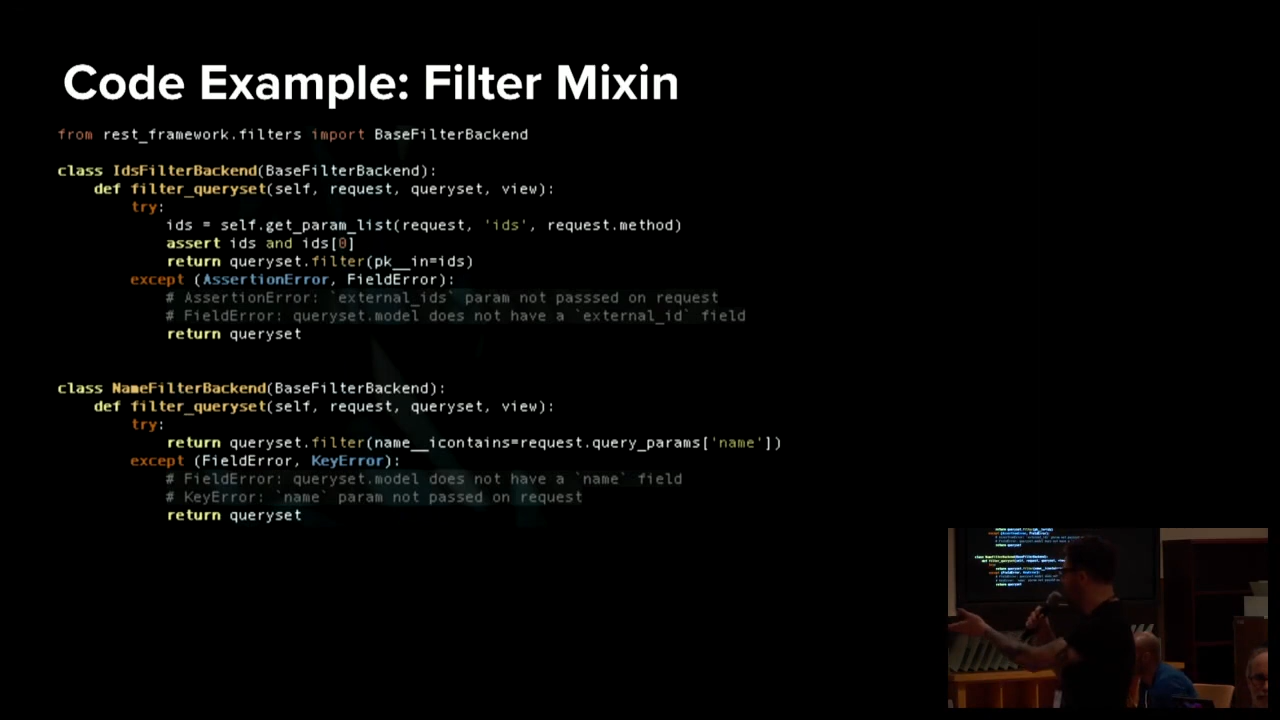 Code Example: Filter Mixin
from rest_framework.filters import BaseFilterBackend
class IdsFilterBackend(BaseFilterBackend):
    def filter_queryset(self, request, queryset, view):
        try:
            ids = self.get_param_list(request, 'ids', request.method)
            assert ids and ids[0]
            return queryset.filter(pk__in=ids)
        except (AssertionError, FieldError):
            # AssertionError: `external_ids` param not passsed on request
            # FieldError: queryset.model does not have a `external_id` field
            return queryset
class NameFilterBackend(BaseFilterBackend):
    def filter_queryset(self, request, queryset, view):
        try:
            return queryset.filter(name__icontains=request.query_params['name'])
        except (FieldError, KeyError):
            # FieldError: queryset.model does not have a `name` field
            # KeyError: `name` param not passed on request
            return queryset